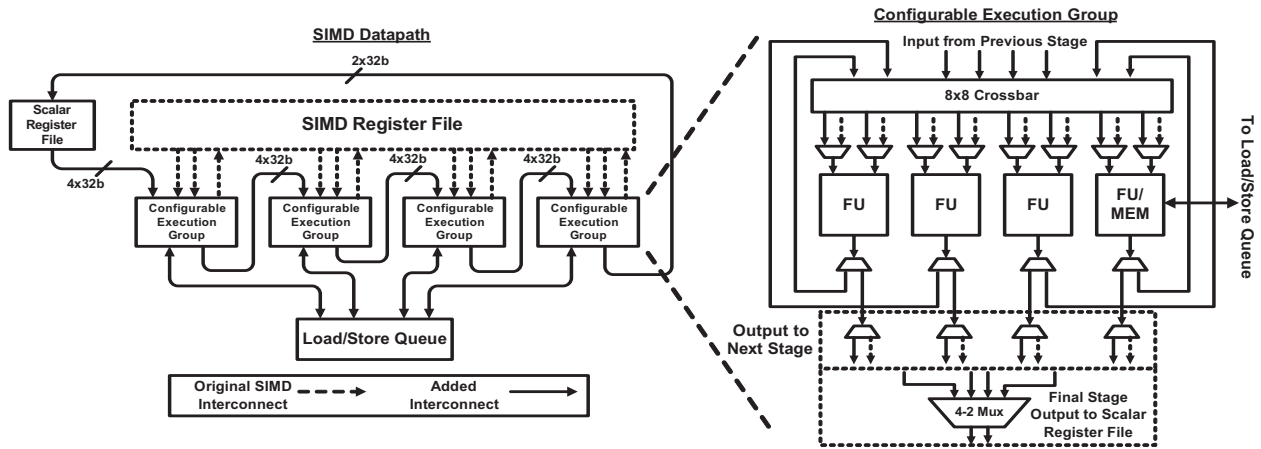 SIMD Datapath
2x32b
Scalar
Register
File
SIMD Register File
4x32b
4x32b
4x32b
4x32b
Configurable
Execution
Group
Configurable
Execution
Group
Configurable
Execution
Group
Configurable
Execution
Group
Load/Store Queue
Original SIMD
Interconnect
Added
Interconnect
Configurable Execution Group
Input from Previous Stage
8x8 Crossbar
FU
FU
FU
FU/
MEM
To Load/Store
Queue
Output to
Next Stage
4-2 Mux
Final Stage
Output to Scalar
Register File